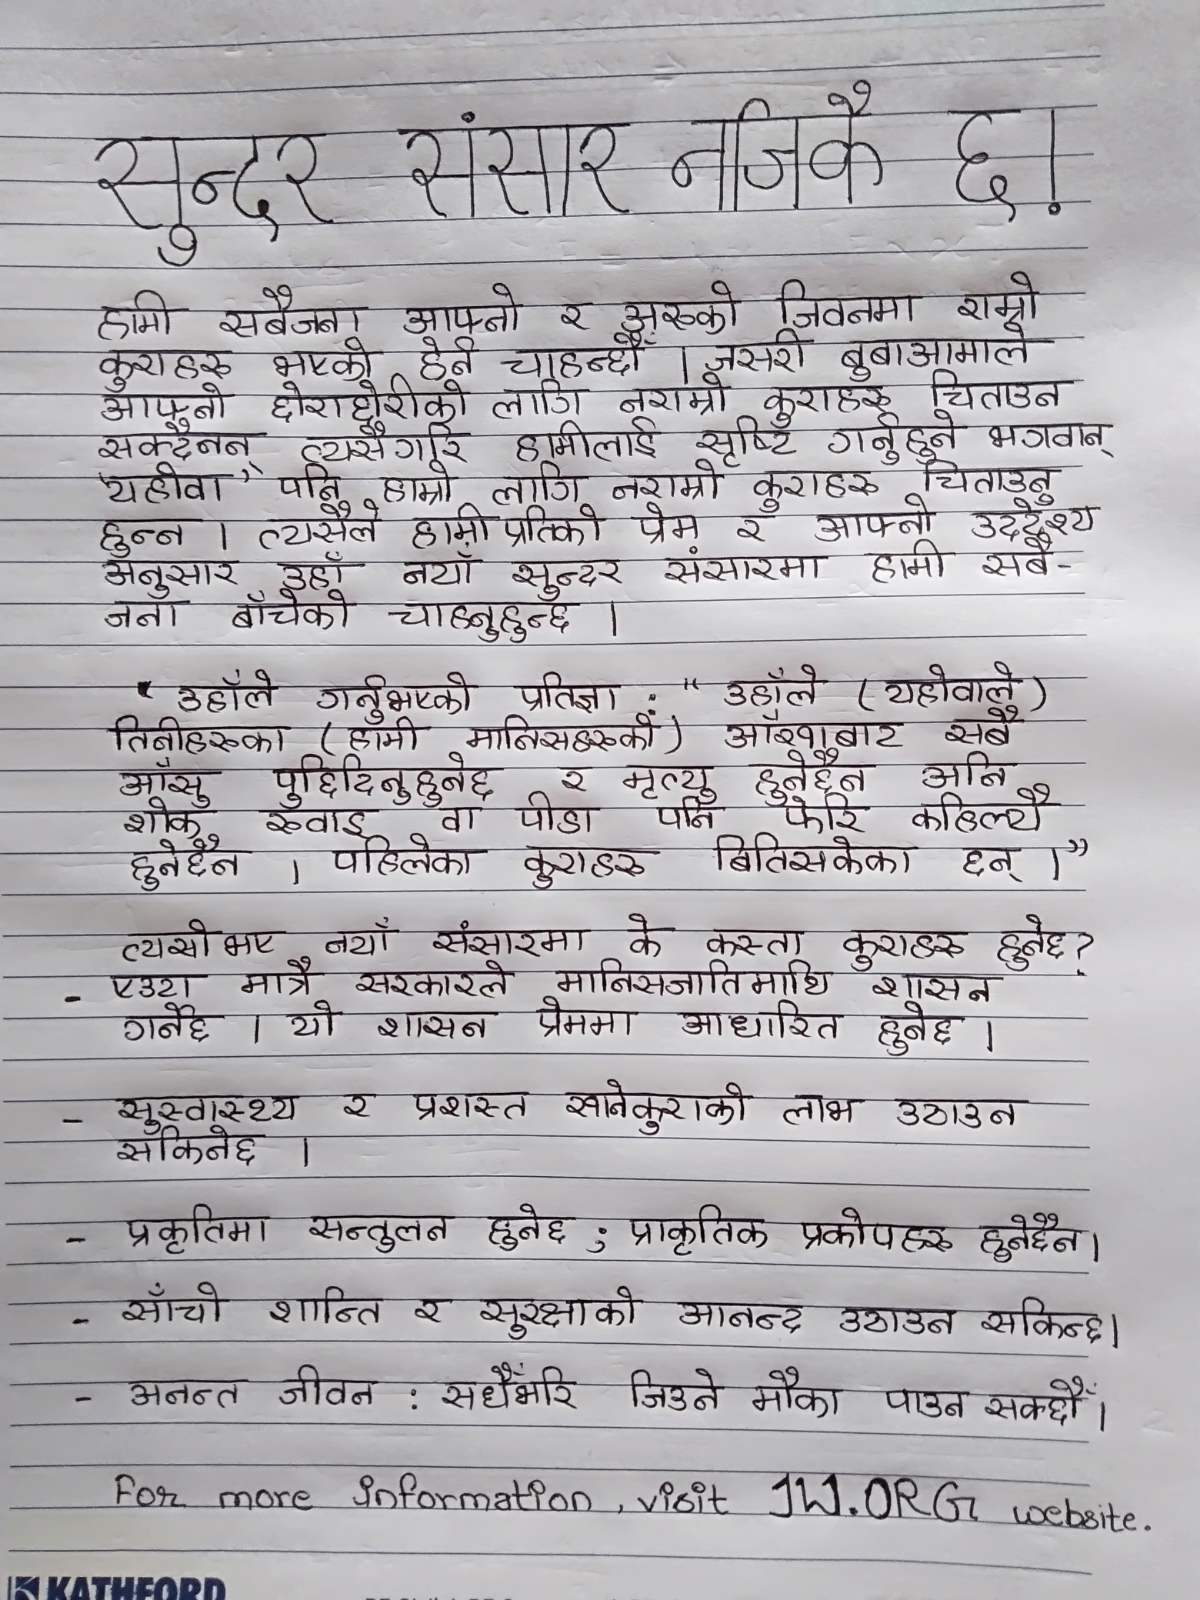 सुन्दर संसार नजिकै छ।
हामी सबैजना आफ्नो र अरुको जिवनमा राम्रो
कुराहरु भएको हेर्न चाहन्छौँ । जसरी बुबाआमाले
आफ्नो छोराछोरीको लागि नराम्रो कुराहरु चिताउन
सक्दैनन् त्यसैगरि हामीलाई सृष्टि गर्नुहुने भगवान्
"यहोवा" पनि हाम्रो लागि नराम्रो कुराहरु चिताउनु
हुन्न । त्यसैले हामीप्रतिको प्रेम र आफ्नो उद्देश्य
अनुसार उहाँ नयाँ सुन्दर संसारमा हामी सबै-
जना बाँचेको चाहनुहुन्छ ।
उहाँले गर्नुभएको प्रतिज्ञा : "उहाँले (यहोवाले)
तिनीहरुका (हामी मानिसहरुको) आँखाबाट सबै
आँसु पुछिदिनुहुनेछ र मृत्यु हुनेछैन अनि
शोक, रुवाइ वा पीडा पनि फेरि कहिल्यै
हुनेछैन । पहिलेका कुराहरु बितिसकेका छन् ।"
त्यसोभए नयाँ संसारमा के कस्ता कुराहरु हुनेछ?
- एउटा मात्रै सरकारले मानिसजातिमाथि शासन
गर्नेछ । यो शासन प्रेममा आधारित हुनेछ ।
- सुस्वास्थ्य र प्रशस्त खानेकुराको लाभ उठाउन
सकिनेछ ।
- प्रकृतिमा सन्तुलन हुनेछ ; प्राकृतिक प्रकोपहरु हुनेछैन।
- साँचो शान्ति र सुरक्षाको आनन्द उठाउन सकिन्छ।
- अनन्त जीवन : सधैँभरि जिउने मौका पाउन सक्छौँ।
For more information, visit JW.ORG website.
KATHFORD